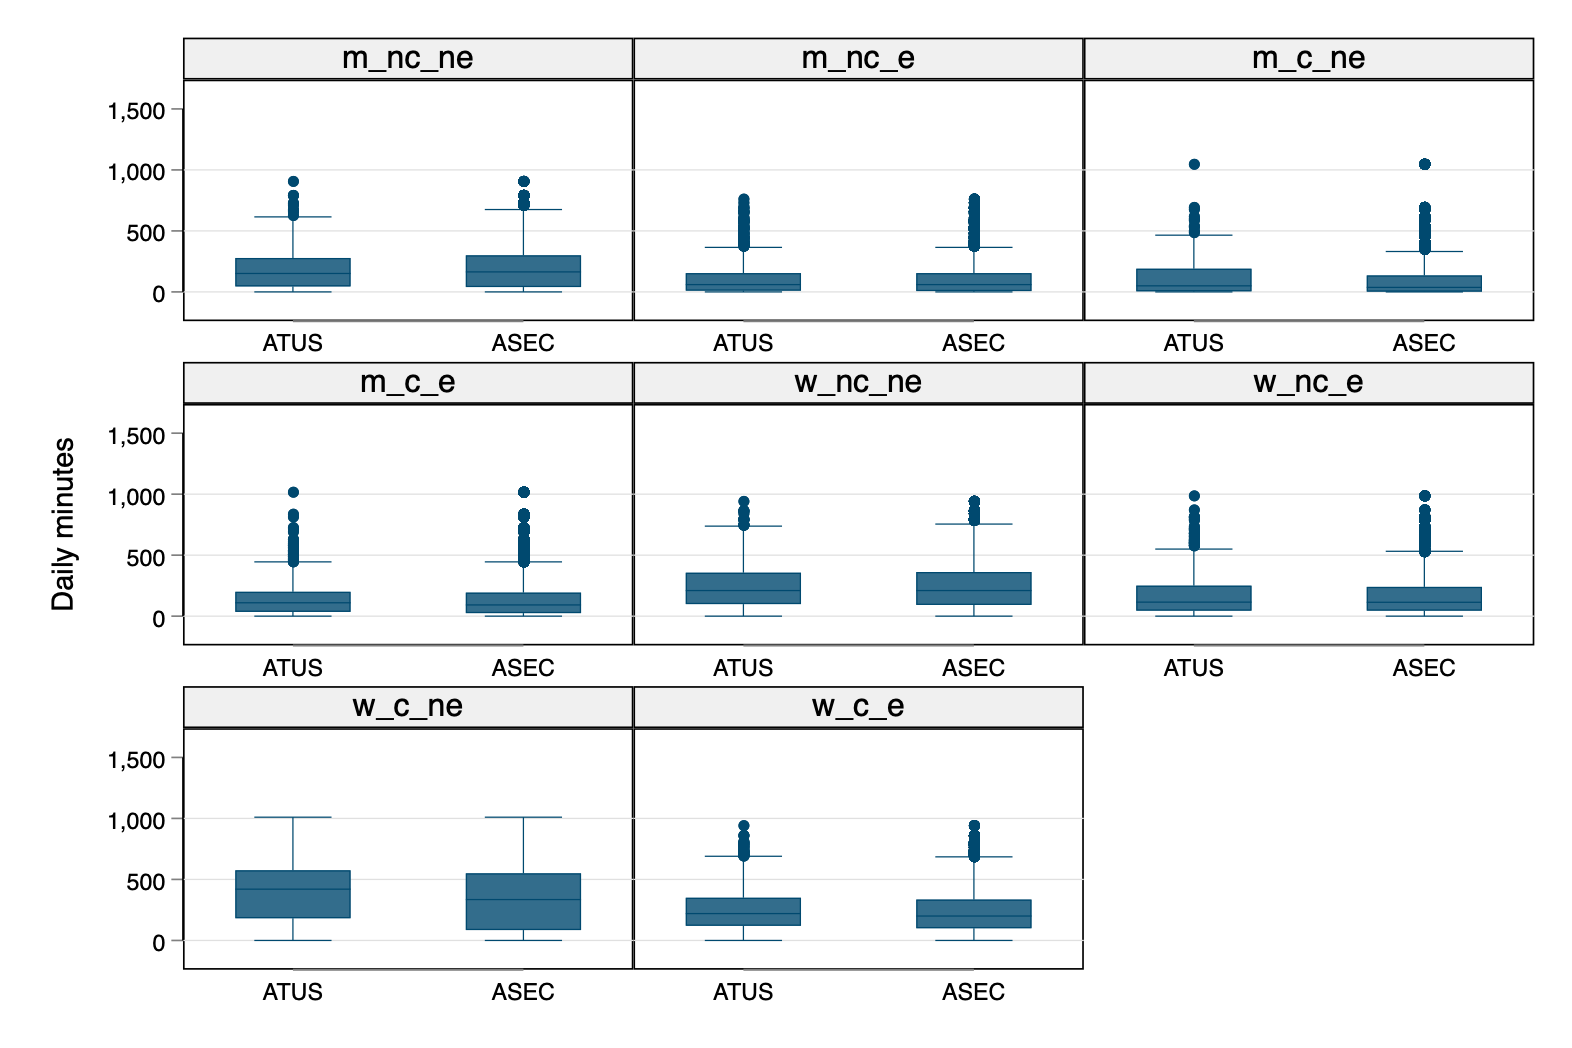 m_nc_ne m_nc_e m_c_ne
1,500
1,000
500
0
ATUS ASEC ATUS ASEC ATUS ASEC
m_c_e w_nc_ne w_nc_e
Daily minutes
1,500
1,000
500
0
ATUS ASEC ATUS ASEC ATUS ASEC
w_c_ne w_c_e
1,500
1,000
500
0
ATUS ASEC ATUS ASEC